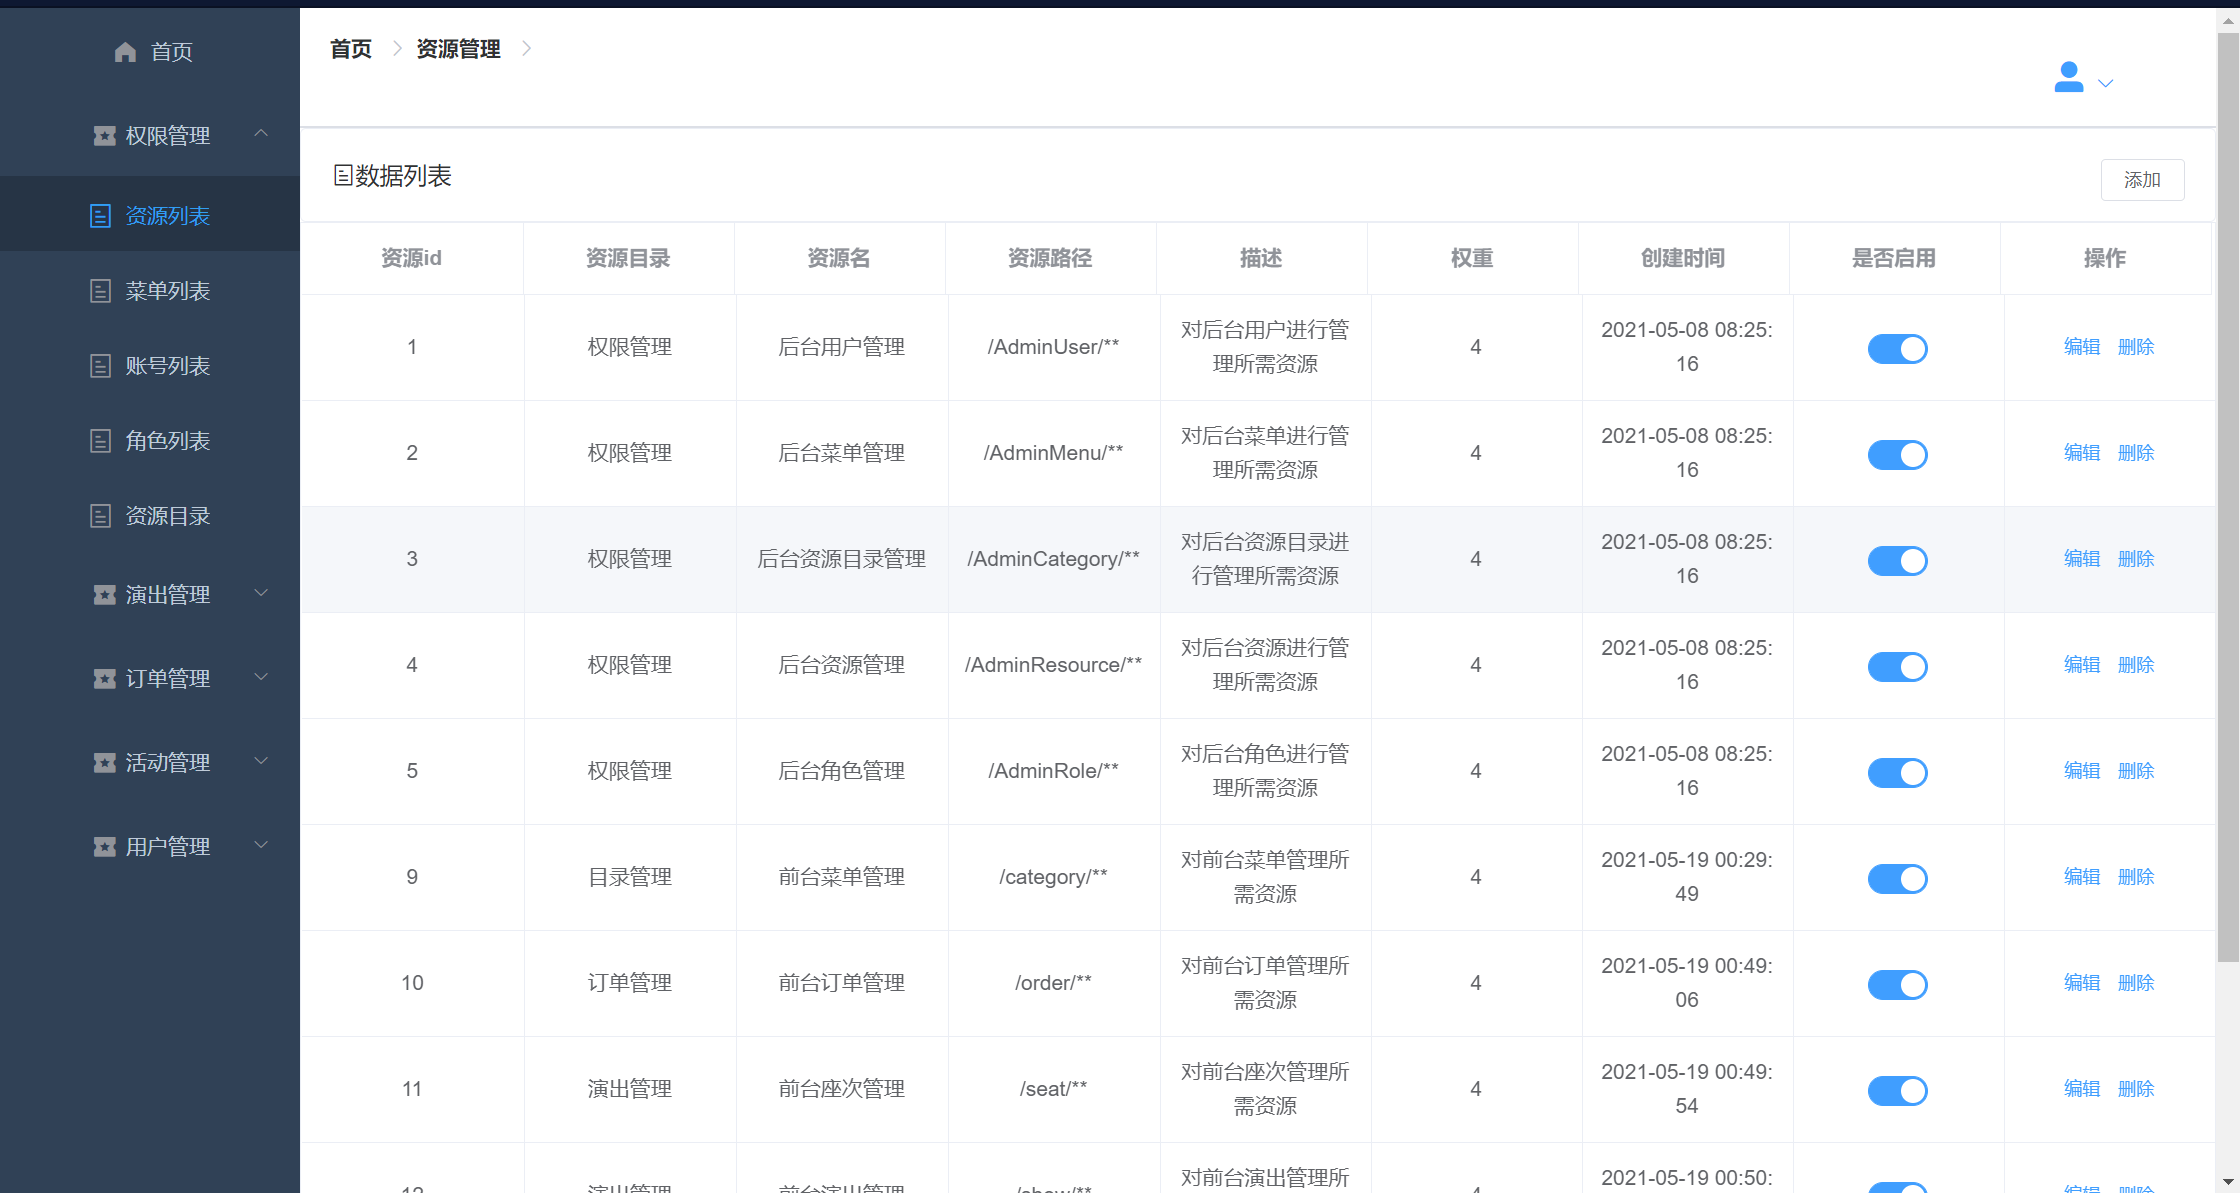 首页
权限管理
资源列表
菜单列表
账号列表
角色列表
资源目录
演出管理
订单管理
活动管理
用户管理
首页 资源管理
数据列表
添加
资源id 资源目录 资源名 资源路径 描述 权重 创建时间 是否启用 操作
1 权限管理 后台用户管理 /AdminUser/** 对后台用户进行管 4 2021-05-08 08:25: 编辑 删除
理所需资源 16
2 权限管理 后台菜单管理 /AdminMenu/** 对后台菜单进行管 4 2021-05-08 08:25: 编辑 删除
理所需资源 16
3 权限管理 后台资源目录管理 /AdminCategory/** 对后台资源目录进 4 2021-05-08 08:25: 编辑 删除
行管理所需资源 16
4 权限管理 后台资源管理 /AdminResource/** 对后台资源进行管 4 2021-05-08 08:25: 编辑 删除
理所需资源 16
5 权限管理 后台角色管理 /AdminRole/** 对后台角色进行管 4 2021-05-08 08:25: 编辑 删除
理所需资源 16
9 目录管理 前台菜单管理 /category/** 对前台菜单管理所 4 2021-05-19 00:29: 编辑 删除
需资源 49
10 订单管理 前台订单管理 /order/** 对前台订单管理所 4 2021-05-19 00:49: 编辑 删除
需资源 06
11 演出管理 前台座次管理 /seat/** 对前台座次管理所 4 2021-05-19 00:49: 编辑 删除
需资源 54
12 演出管理 前台演出管理 /show/** 对前台演出管理所 4 2021-05-19 00:50: 编辑 删除